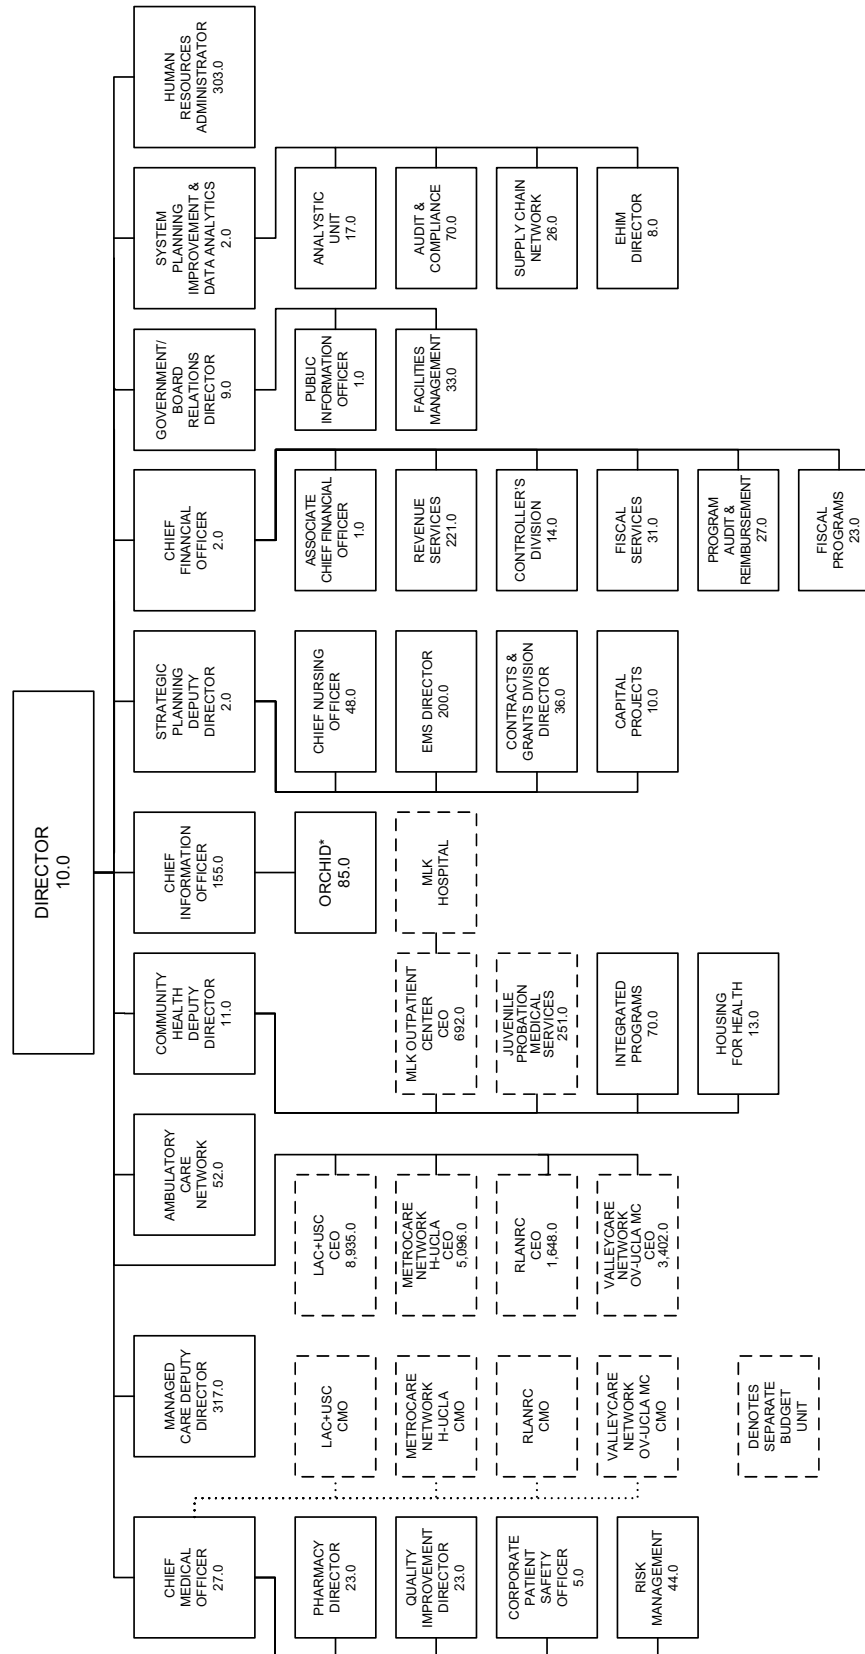 DIRECTOR
10.0
CHIEF
MEDICAL
OFFICER
27.0
MANAGED
CARE DEPUTY
DIRECTOR
317.0
AMBULATORY
CARE
NETWORK
52.0
COMMUNITY
HEALTH
DEPUTY
DIRECTOR
11.0
CHIEF
INFORMATION
OFFICER
155.0
STRATEGIC
PLANNING
DEPUTY
DIRECTOR
2.0
CHIEF
FINANCIAL
OFFICER
2.0
GOVERNMENT/
BOARD
RELATIONS
DIRECTOR
9.0
SYSTEM
PLANNING
IMPROVEMENT &
DATA ANALYTICS
2.0
HUMAN
RESOURCES
ADMINISTRATOR
303.0
PHARMACY
DIRECTOR
23.0
QUALITY
IMPROVEMENT
DIRECTOR
23.0
CORPORATE
PATIENT
SAFETY
OFFICER
5.0
RISK
MANAGEMENT
44.0
LAC+USC
CMO
METROCARE
NETWORK
H-UCLA
CMO
RLANRC
CMO
VALLEYCARE
NETWORK
OV-UCLA MC
CMO
DENOTES
SEPARATE
BUDGET
UNIT
LAC+USC
CEO
8,935.0
METROCARE
NETWORK
H-UCLA
CEO
5,096.0
RLANRC
CEO
1,648.0
VALLEYCARE
NETWORK
OV-UCLA MC
CEO
3,402.0
MLK OUTPATIENT
CENTER
CEO
692.0
JUVENILE
PROBATION
MEDICAL
SERVICES
251.0
INTEGRATED
PROGRAMS
70.0
HOUSING
FOR HEALTH
13.0
ORCHID*
85.0
MLK
HOSPITAL
CHIEF NURSING
OFFICER
48.0
EMS DIRECTOR
200.0
CONTRACTS &
GRANTS DIVISION
DIRECTOR
36.0
CAPITAL
PROJECTS
10.0
ASSOCIATE
CHIEF FINANCIAL
OFFICER
1.0
REVENUE
SERVICES
221.0
CONTROLLER'S
DIVISION
14.0
FISCAL
SERVICES
31.0
PROGRAM
AUDIT &
REIMBURSEMENT
27.0
FISCAL
PROGRAMS
23.0
PUBLIC
INFORMATION
OFFICER
1.0
FACILITIES
MANAGEMENT
33.0
ANALYSTIC
UNIT
17.0
AUDIT &
COMPLIANCE
70.0
SUPPLY CHAIN
NETWORK
26.0
EHIM
DIRECTOR
8.0